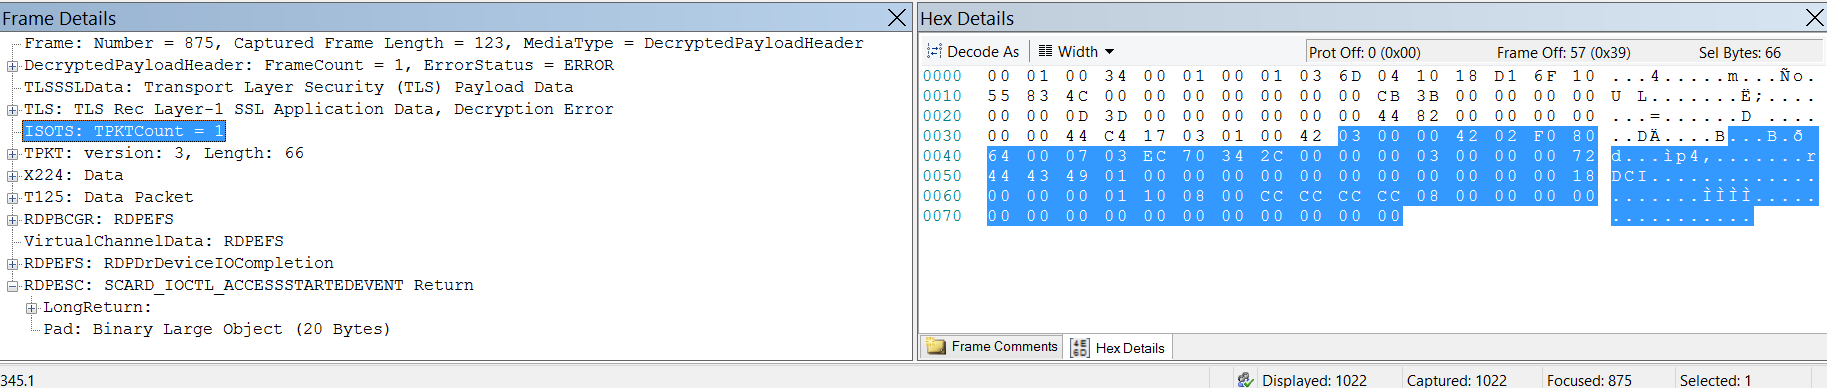 Frame Details
Frame: Number = 875, Captured Frame Length = 123, MediaType = DecryptedPayloadHeader
DecryptedPayloadHeader: FrameCount = 1, ErrorStatus = ERROR
TLSSSLData: Transport Layer Security (TLS) Payload Data
TLS: TLS Rec Layer-1 SSL Application Data, Decryption Error
ISOTS: TPKTCount = 1
TPKT: version: 3, Length: 66
X224: Data
T125: Data Packet
RDPBCGR: RDPEFS
VirtualChannelData: RDPEFS
RDPEFS: RDPDrDeviceIOCompletion
RDPESC: SCARD_IOCTL_ACCESSSTARTEDEVENT Return
LongReturn:
Pad: Binary Large Object (20 Bytes)
Hex Details
Decode As Width Prot Off: 0 (0x00) Frame Off: 57 (0x39) Sel Bytes: 66
0000 00 01 00 34 00 01 00 01 03 6D 04 10 18 D1 6F 10 ...4.....m...Ño.
0010 55 83 4C 00 00 00 00 00 00 00 CB 3B 00 00 00 00 U L.......Ë;....
0020 00 00 0D 3D 00 00 00 00 00 00 44 82 00 00 00 00 ...=......D ....
0030 00 00 44 C4 17 03 01 00 42 03 00 00 42 02 F0 80 ..DÄ....B...B.ð
0040 64 00 07 03 EC 70 34 2C 00 00 00 03 00 00 00 72 d...ìp4,.......r
0050 44 43 49 01 00 00 00 00 00 00 00 00 00 00 00 18 DCI.............
0060 00 00 00 01 10 08 00 CC CC CC CC 08 00 00 00 00 .......ÌÌÌÌ.....
0070 00 00 00 00 00 00 00 00 00 00 00 ...........
Frame Comments Hex Details
345.1 Displayed: 1022 Captured: 1022 Focused: 875 Selected: 1